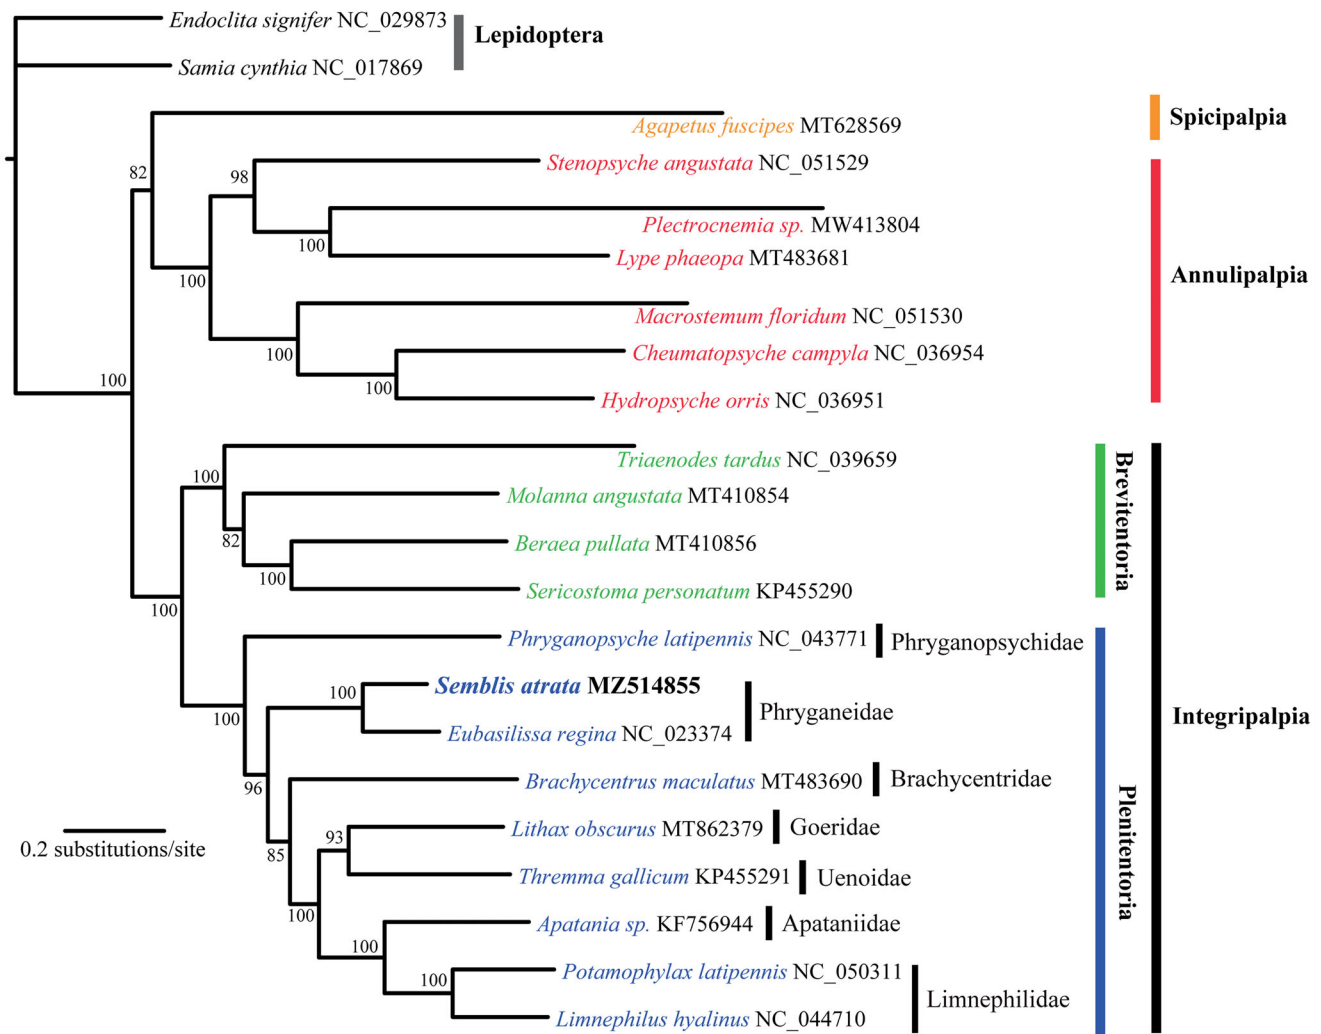 Endoclita signifer NC_029873
Lepidoptera
Samia cynthia NC_017869
Agapetus fuscipes MT628569
Spicipalpia
82
98
Stenopsyche angustata NC_051529
Plectrocnemia sp. MW413804
100
Lype phaeopa MT483681
100
Annulipalpia
Macrostemum floridum NC_051530
100
Cheumatopsyche campyla NC_036954
100
100
Hydropsyche orris NC_036951
Triaenodes tardus NC_039659
100
Molanna angustata MT410854
82
Beraea pullata MT410856
100
Sericostoma personatum KP455290
Brevitentoria
100
Phryganopsyche latipennis NC_043771
Phryganopsychidae
100
Semblis atrata MZ514855
100
Phryganeidae
Eubasilissa regina NC_023374
Integripalpia
96
Brachycentrus maculatus MT483690
Brachycentridae
93
Lithax obscurus MT862379
Goeridae
0.2 substitutions/site
85
Thremma gallicum KP455291
Uenoidae
Plenitentoria
100
Apatania sp. KF756944
Apataniidae
100
Potamophylax latipennis NC_050311
100
Limnephilidae
Limnephilus hyalinus NC_044710